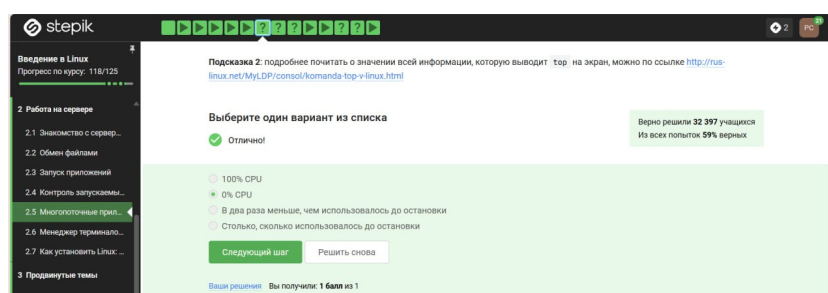 stepik
2
PC
21
Введение в Linux
Прогресс по курсу: 118/125
2 Работа на сервере
2.1 Знакомство с сервер...
2.2 Обмен файлами
2.3 Запуск приложений
2.4 Контроль запускаемы...
2.5 Многопоточные прил...
2.6 Менеджер терминало...
2.7 Как установить Linux: ...
3 Продвинутые темы
Подсказка 2: подробнее почитать о значении всей информации, которую выводит top на экран, можно по ссылке http://rus-
linux.net/MyLDP/consol/komanda-top-v-linux.html
Выберите один вариант из списка
Отлично!
Верно решили 32 397 учащихся
Из всех попыток 59% верных
100% CPU
0% CPU
В два раза меньше, чем использовалось до остановки
Столько, сколько использовалось до остановки
Следующий шаг
Решить снова
Ваши решения Вы получили: 1 балл из 1